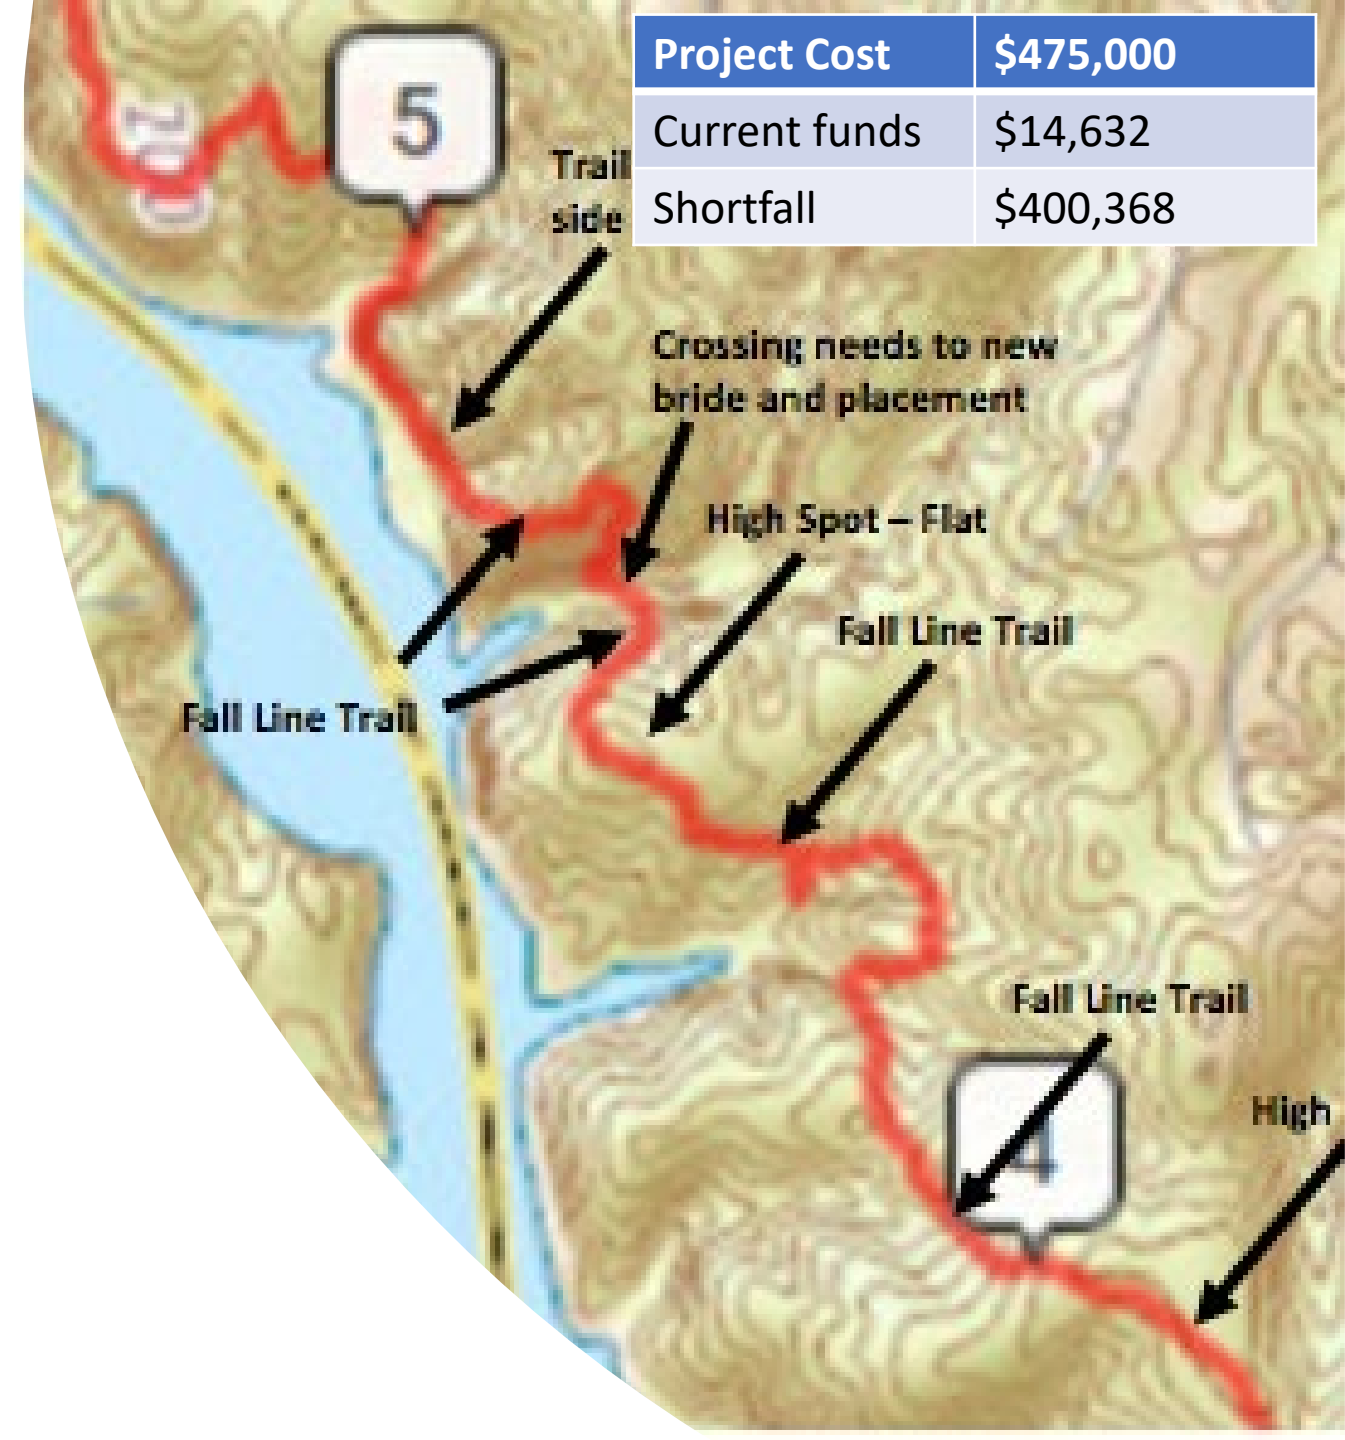 Project Cost $475,000
Current funds $14,632
Shortfall $400,368
5
20
Trail
side
Crossing needs to new
bride and placement
High Spot – Flat
Fall Line Trail
Fall Line Trail
Fall Line Trail
4
High